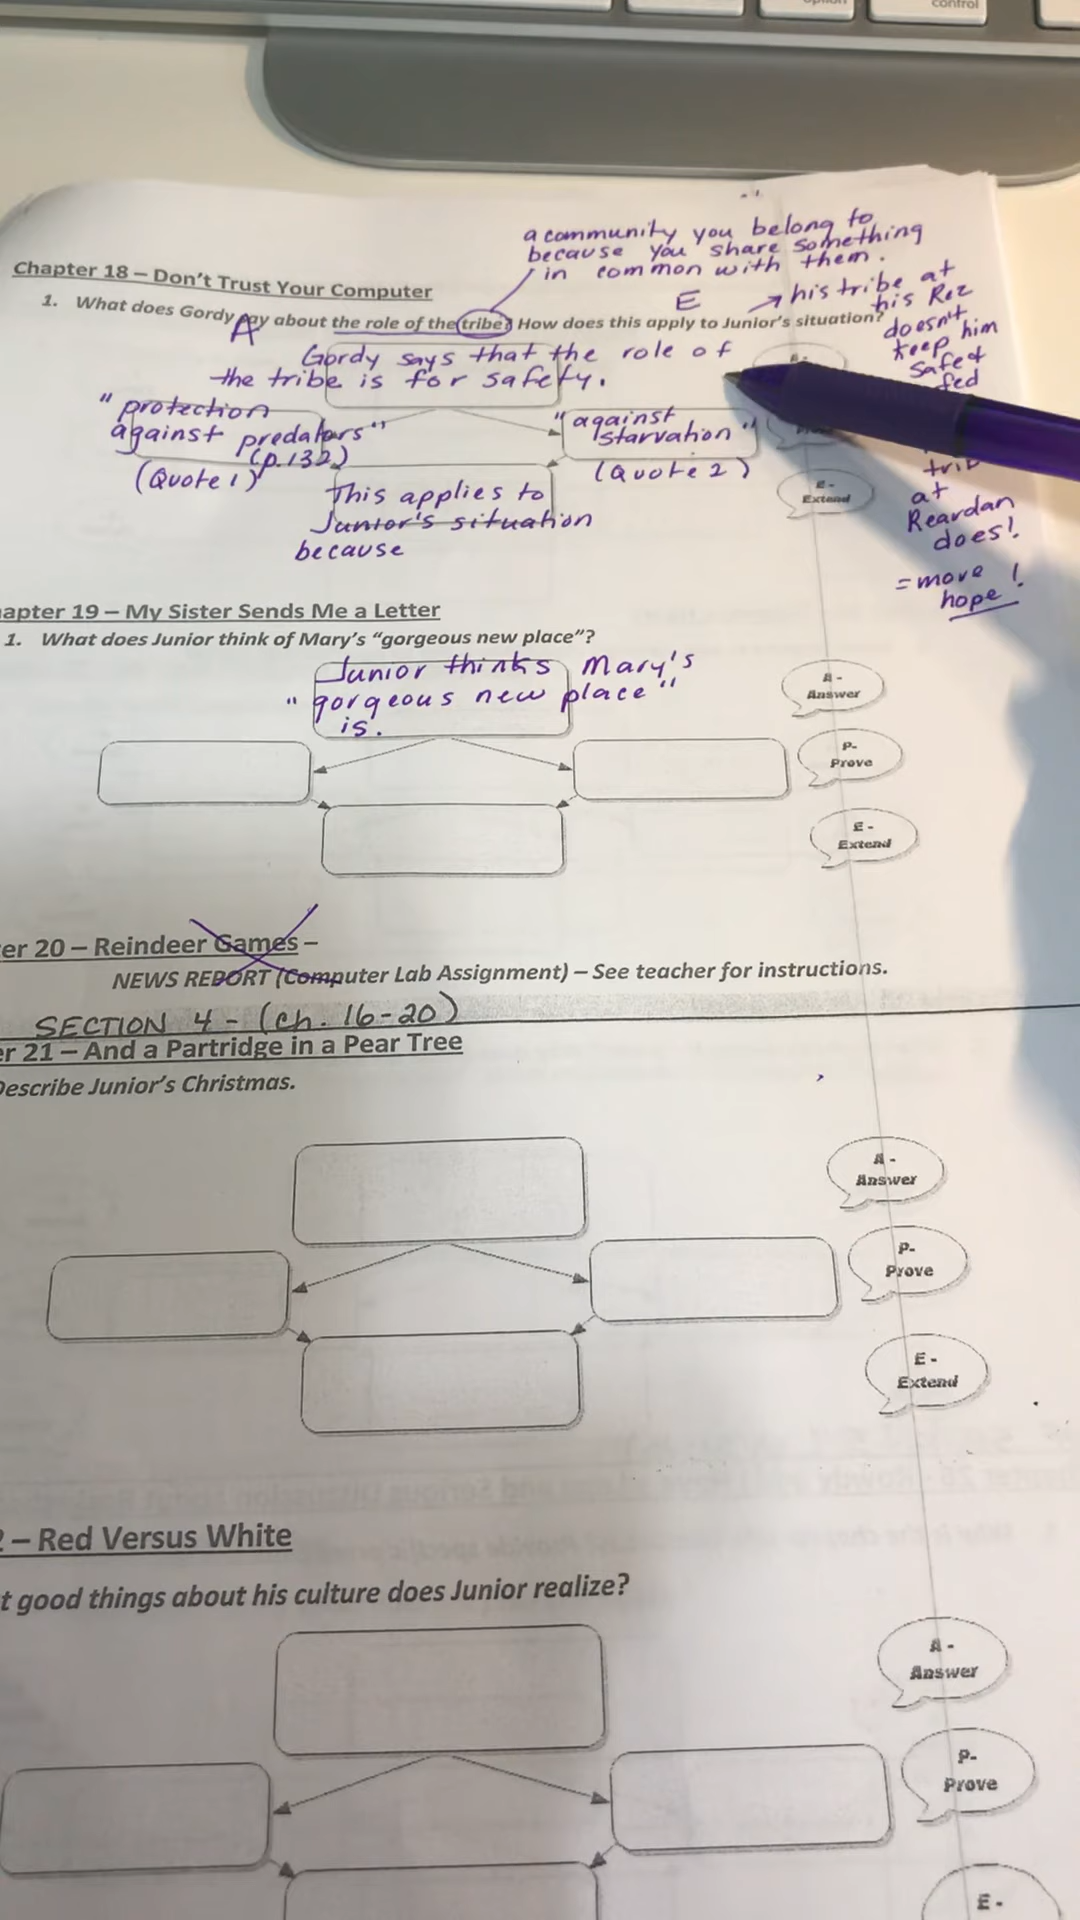 option
control
a community you belong to
because you share something
in common with them.
Chapter 18 – Don't Trust Your Computer
E
his tribe at
his Rez
doesn't
keep him
safe &
fed
1. What does Gordy say about the role of the tribe? How does this apply to Junior's situation?
A
Gordy says that the role of
the tribe is for safety.
A-
"protection
against predators"
(p.132)
(Quote 1)
"against
starvation"
(Quote 2)
This applies to
Junior's situation
because
E-
Extend
at
Reardan
does!
= more
hope!
apter 19 – My Sister Sends Me a Letter
1. What does Junior think of Mary's "gorgeous new place"?
Junior thinks Mary's
"gorgeous new place"
is.
A-
Answer
P-
Prove
E-
Extend
er 20 – Reindeer Games –
NEWS REPORT (Computer Lab Assignment) – See teacher for instructions.
SECTION 4 - (ch. 16-20)
er 21 – And a Partridge in a Pear Tree
Describe Junior's Christmas.
A-
Answer
P-
Prove
E-
Extend
2 – Red Versus White
t good things about his culture does Junior realize?
A-
Answer
P-
Prove
E-